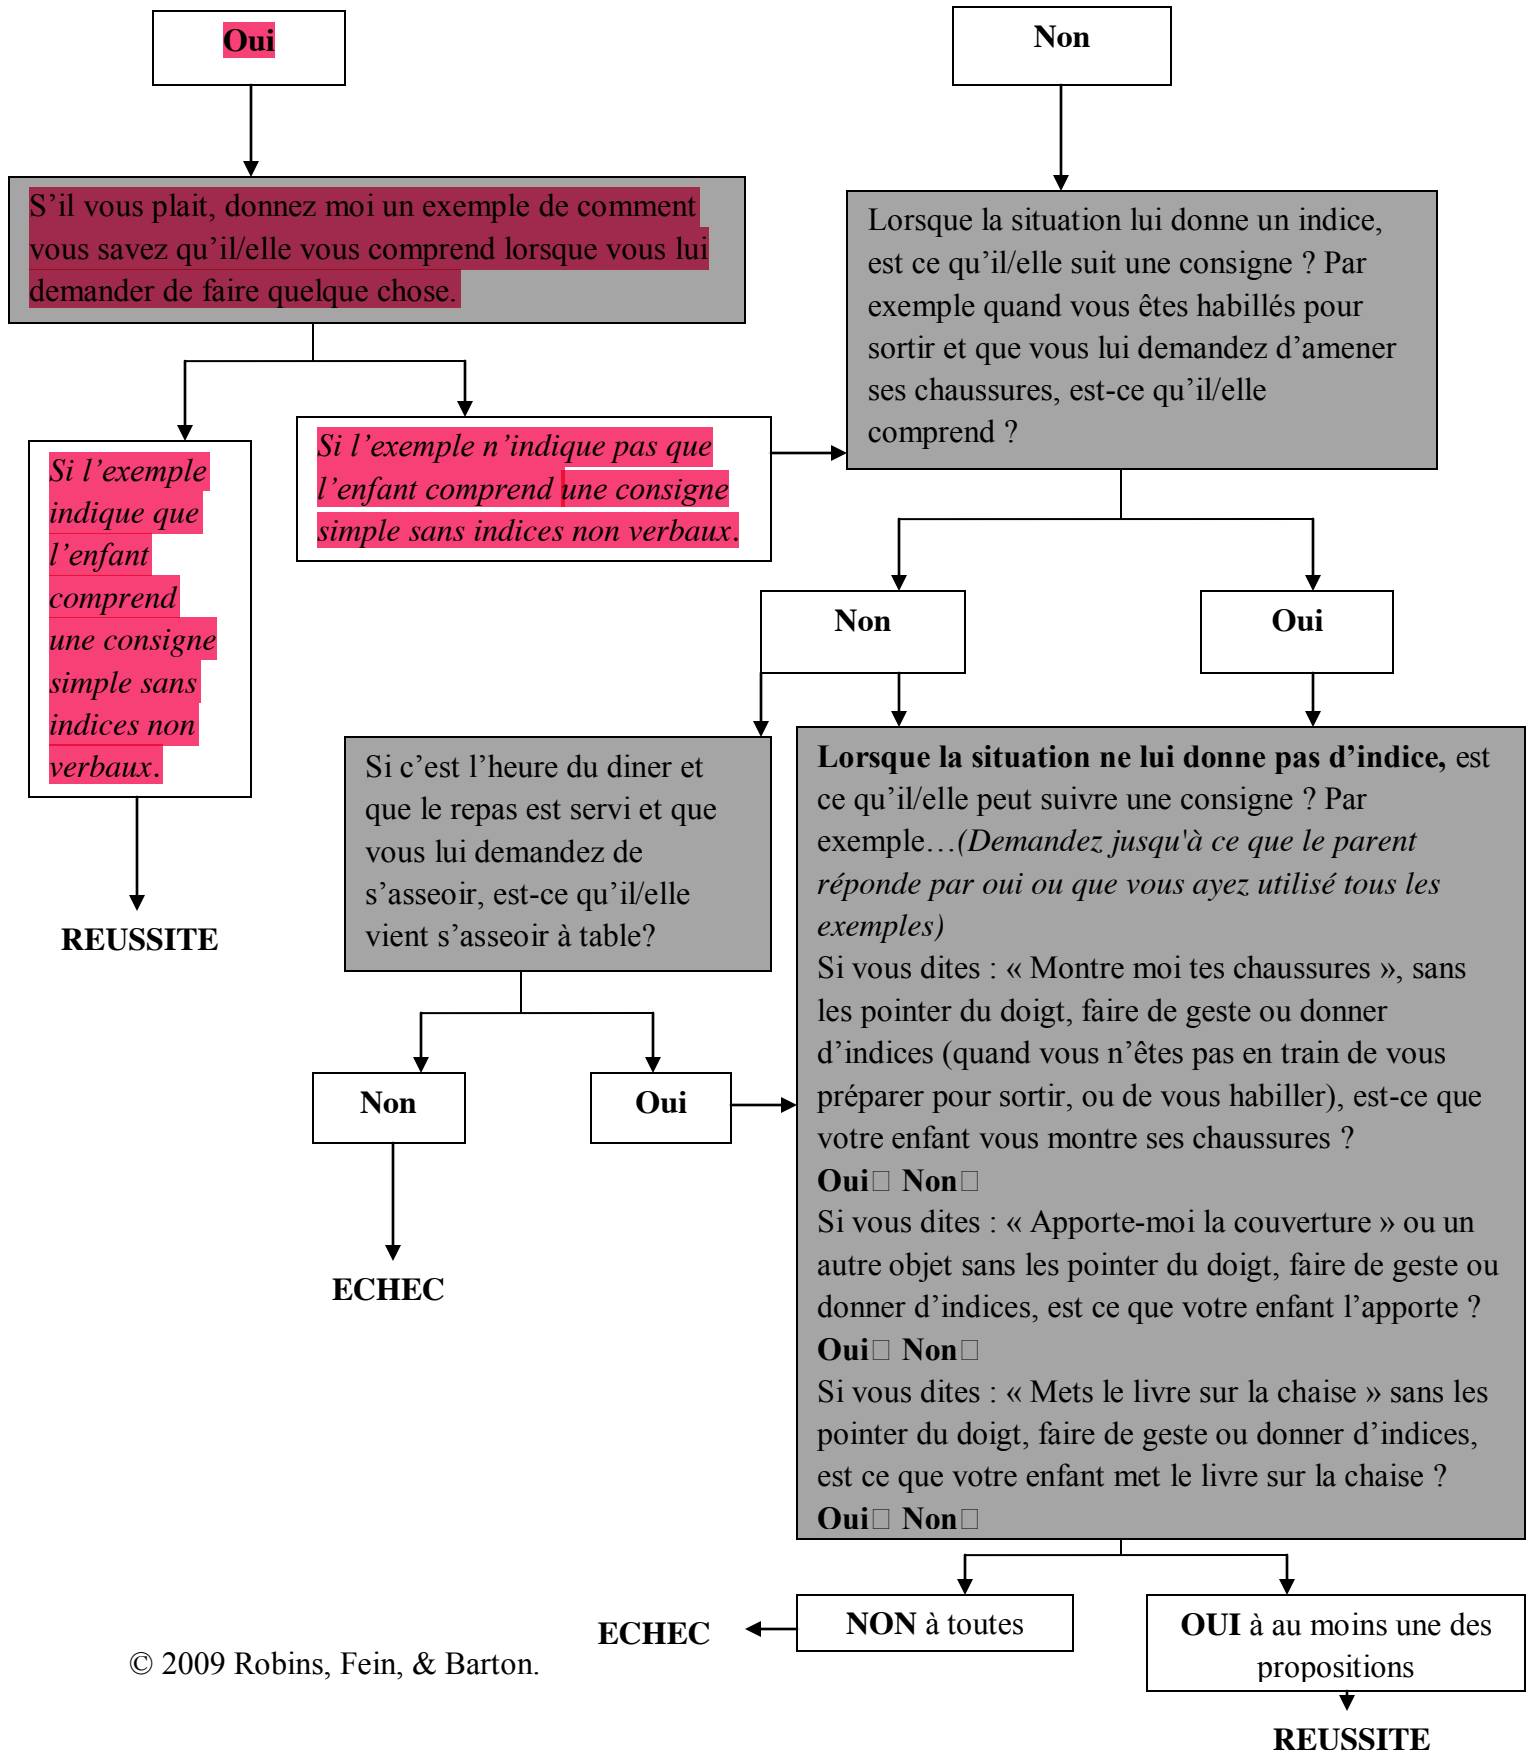 Oui
Non
S’il vous plait, donnez moi un exemple de comment
vous savez qu’il/elle vous comprend lorsque vous lui
demander de faire quelque chose.
Lorsque la situation lui donne un indice,
est ce qu’il/elle suit une consigne ? Par
exemple quand vous êtes habillés pour
sortir et que vous lui demandez d’amener
ses chaussures, est-ce qu’il/elle
comprend ?
Si l’exemple
indique que
l’enfant
comprend
une consigne
simple sans
indices non
verbaux.
Si l’exemple n’indique pas que
l’enfant comprend une consigne
simple sans indices non verbaux.
REUSSITE
Non
Oui
Si c’est l’heure du diner et
que le repas est servi et que
vous lui demandez de
s’asseoir, est-ce qu’il/elle
vient s’asseoir à table?
Non
Oui
ECHEC
Lorsque la situation ne lui donne pas d’indice, est
ce qu’il/elle peut suivre une consigne ? Par
exemple…(Demandez jusqu'à ce que le parent
réponde par oui ou que vous ayez utilisé tous les
exemples)
Si vous dites : « Montre moi tes chaussures », sans
les pointer du doigt, faire de geste ou donner
d’indices (quand vous n’êtes pas en train de vous
préparer pour sortir, ou de vous habiller), est-ce que
votre enfant vous montre ses chaussures ?
Oui□ Non□
Si vous dites : « Apporte-moi la couverture » ou un
autre objet sans les pointer du doigt, faire de geste ou
donner d’indices, est ce que votre enfant l’apporte ?
Oui□ Non□
Si vous dites : « Mets le livre sur la chaise » sans les
pointer du doigt, faire de geste ou donner d’indices,
est ce que votre enfant met le livre sur la chaise ?
Oui□ Non□
ECHEC
NON à toutes
OUI à au moins une des
propositions
REUSSITE
© 2009 Robins, Fein, & Barton.